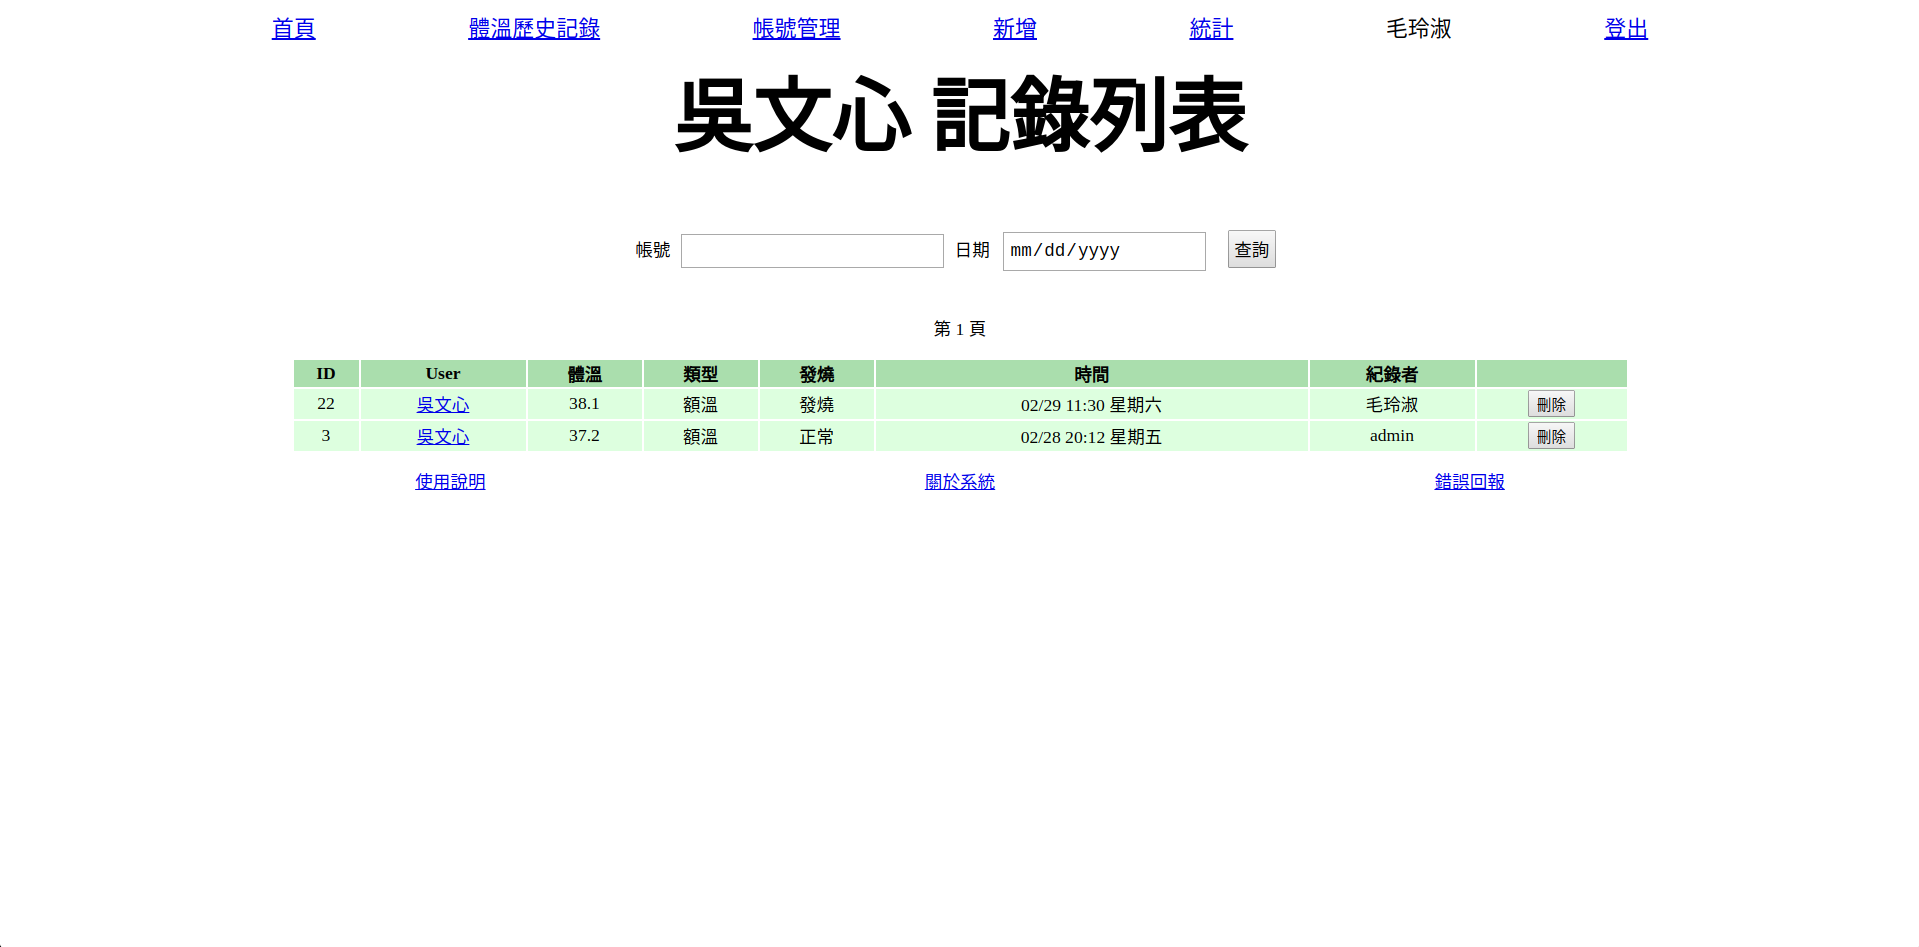 首頁 體溫歷史記錄 帳號管理 新增 統計 毛玲淑 登出
吳文心 記錄列表
帳號 日期 mm/dd/yyyy 查詢
第 1 頁
ID User 體溫 類型 發燒 時間 紀錄者
22 吳文心 38.1 額溫 發燒 02/29 11:30 星期六 毛玲淑 刪除
3 吳文心 37.2 額溫 正常 02/28 20:12 星期五 admin 刪除
使用說明 關於系統 錯誤回報